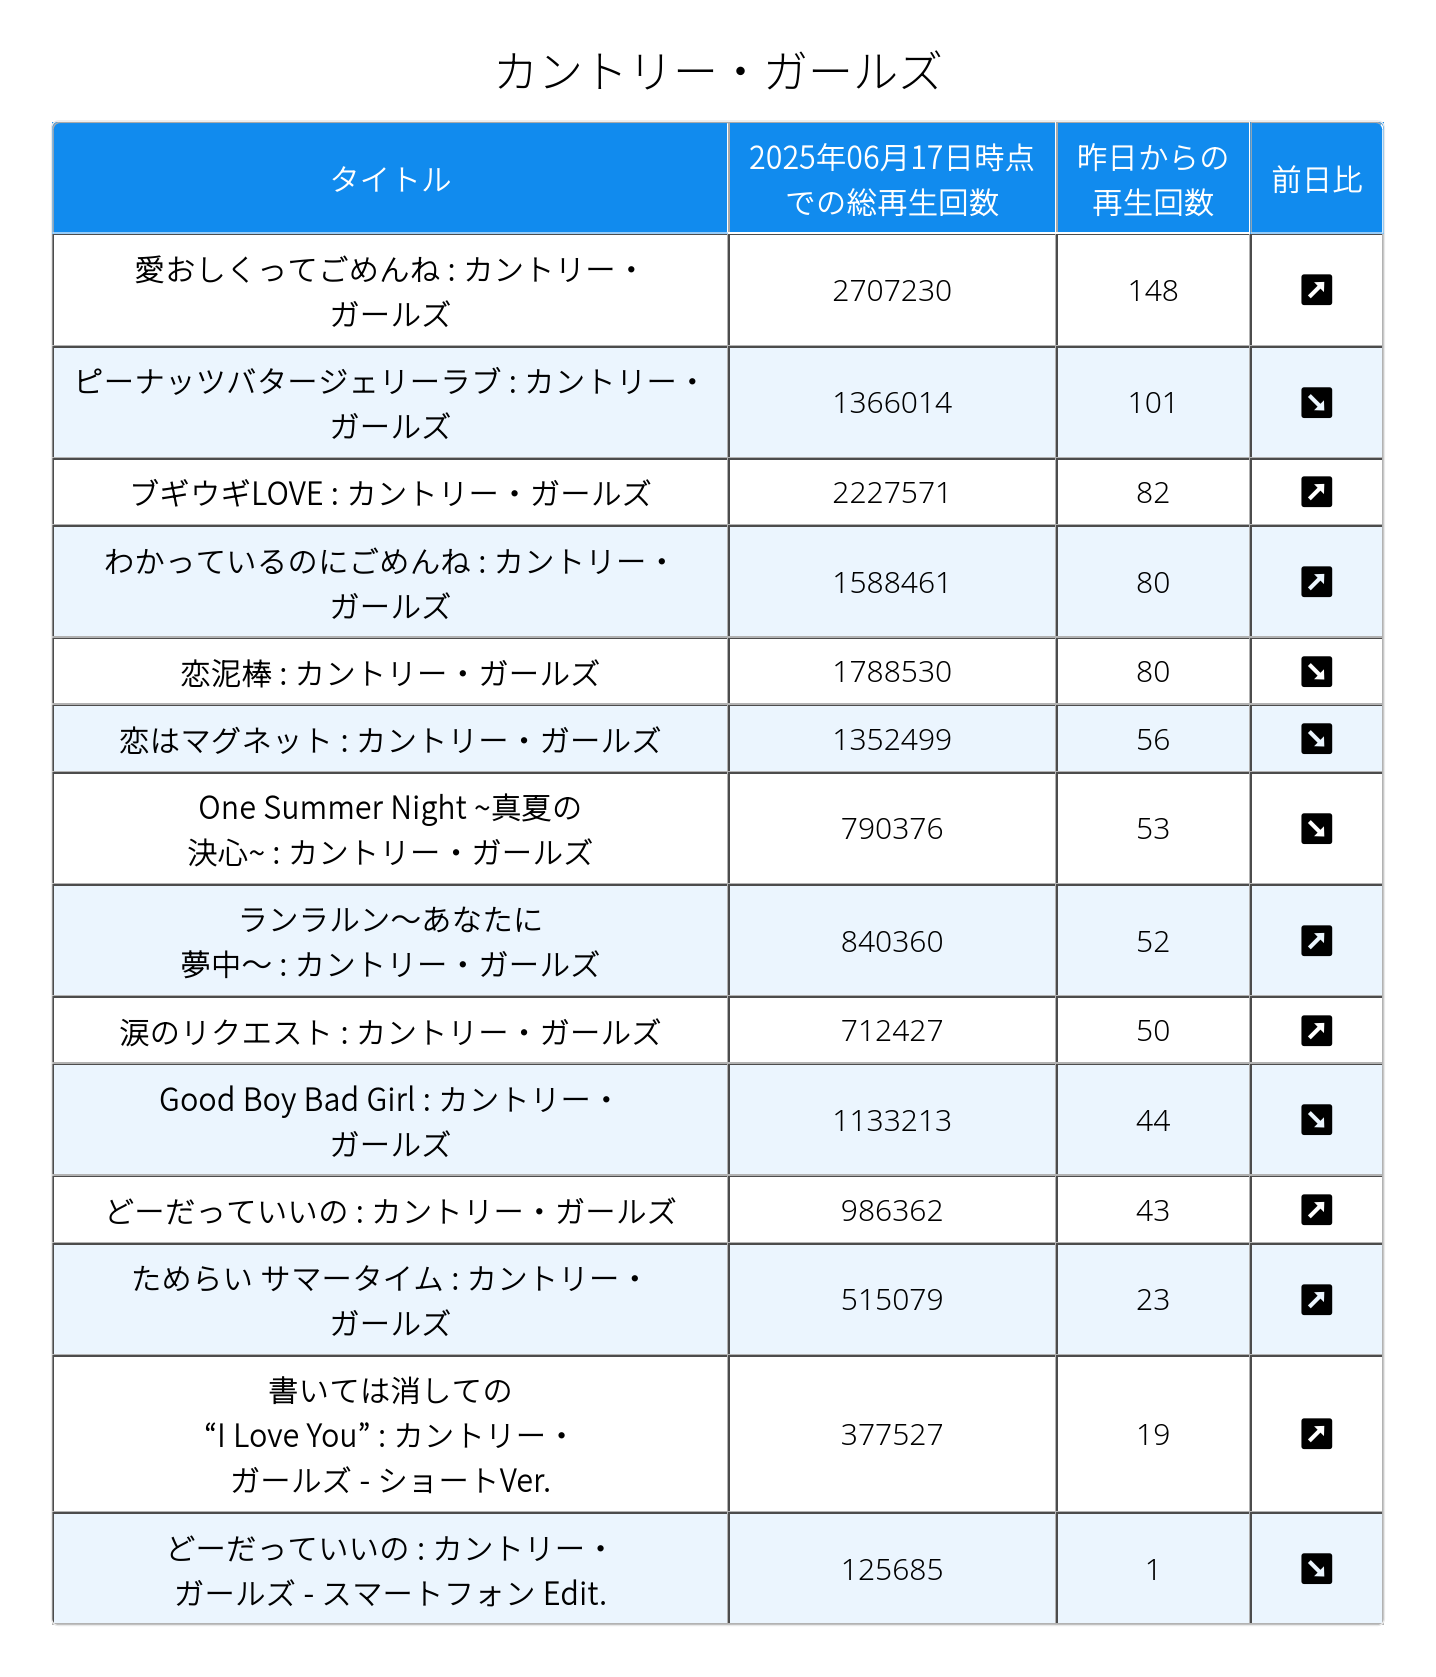 カントリー・ガールズ
タイトル
2025年06月17日時点
での総再生回数
昨日からの
再生回数
前日比
愛おしくってごめんね : カントリー・
ガールズ
2707230
148
ピーナッツバタージェリーラブ : カントリー・
ガールズ
1366014
101
ブギウギLOVE : カントリー・ガールズ
2227571
82
わかっているのにごめんね : カントリー・
ガールズ
1588461
80
恋泥棒 : カントリー・ガールズ
1788530
80
恋はマグネット : カントリー・ガールズ
1352499
56
One Summer Night ~真夏の
決心~ : カントリー・ガールズ
790376
53
ランラルン〜あなたに
夢中〜 : カントリー・ガールズ
840360
52
涙のリクエスト : カントリー・ガールズ
712427
50
Good Boy Bad Girl : カントリー・
ガールズ
1133213
44
どーだっていいの : カントリー・ガールズ
986362
43
ためらい サマータイム : カントリー・
ガールズ
515079
23
書いては消しての
“I Love You” : カントリー・
ガールズ - ショートVer.
377527
19
どーだっていいの : カントリー・
ガールズ - スマートフォン Edit.
125685
1